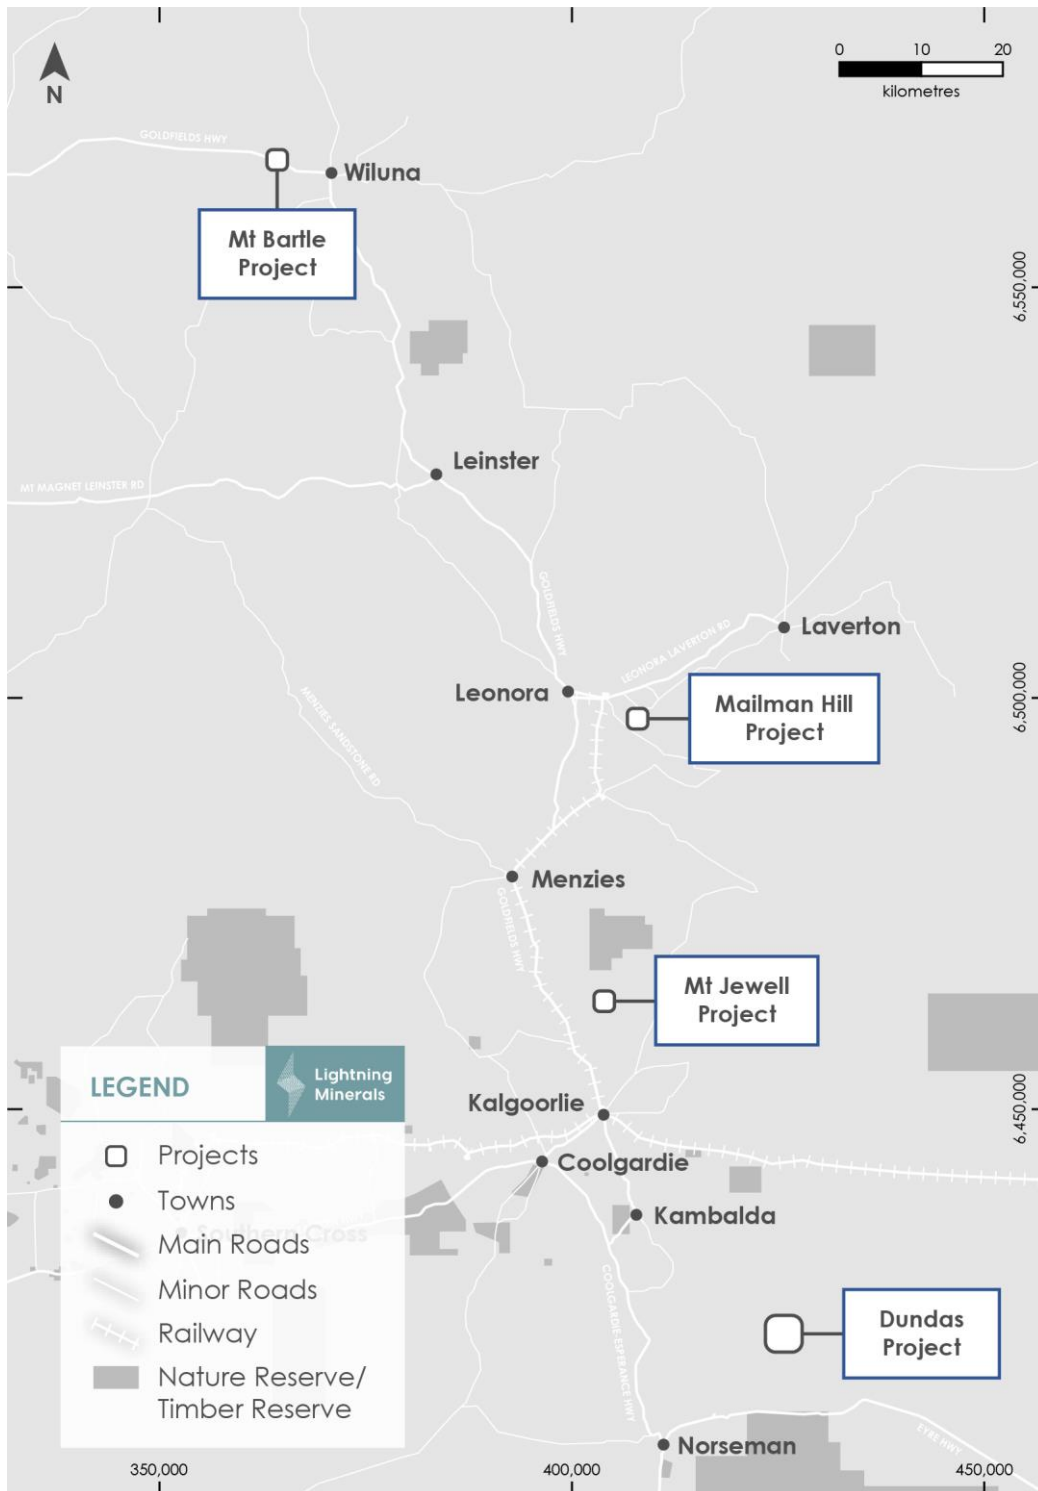 0 10 20
kilometres
N
GOLDFIELDS HWY
Wiluna
Mt Bartle
Project
6,550,000
Leinster
MT MAGNET LEINSTER RD
GOLDFIELDS HWY
LEONORA LAVERTON RD
Laverton
Leonora
Mailman Hill
Project
6,500,000
MENZIES SANDSTONE RD
Menzies
GOLDFIELDS HWY
Mt Jewell
Project
LEGEND
Lightning
Minerals
Kalgoorlie
6,450,000
Projects
Coolgardie
Towns
Kambalda
Southern Cross
Main Roads
Minor Roads
COOLGARDIE-ESPERANCE HWY
Railway
Dundas
Project
Nature Reserve/
Timber Reserve
EYRE HWY
Norseman
350,000
400,000
450,000